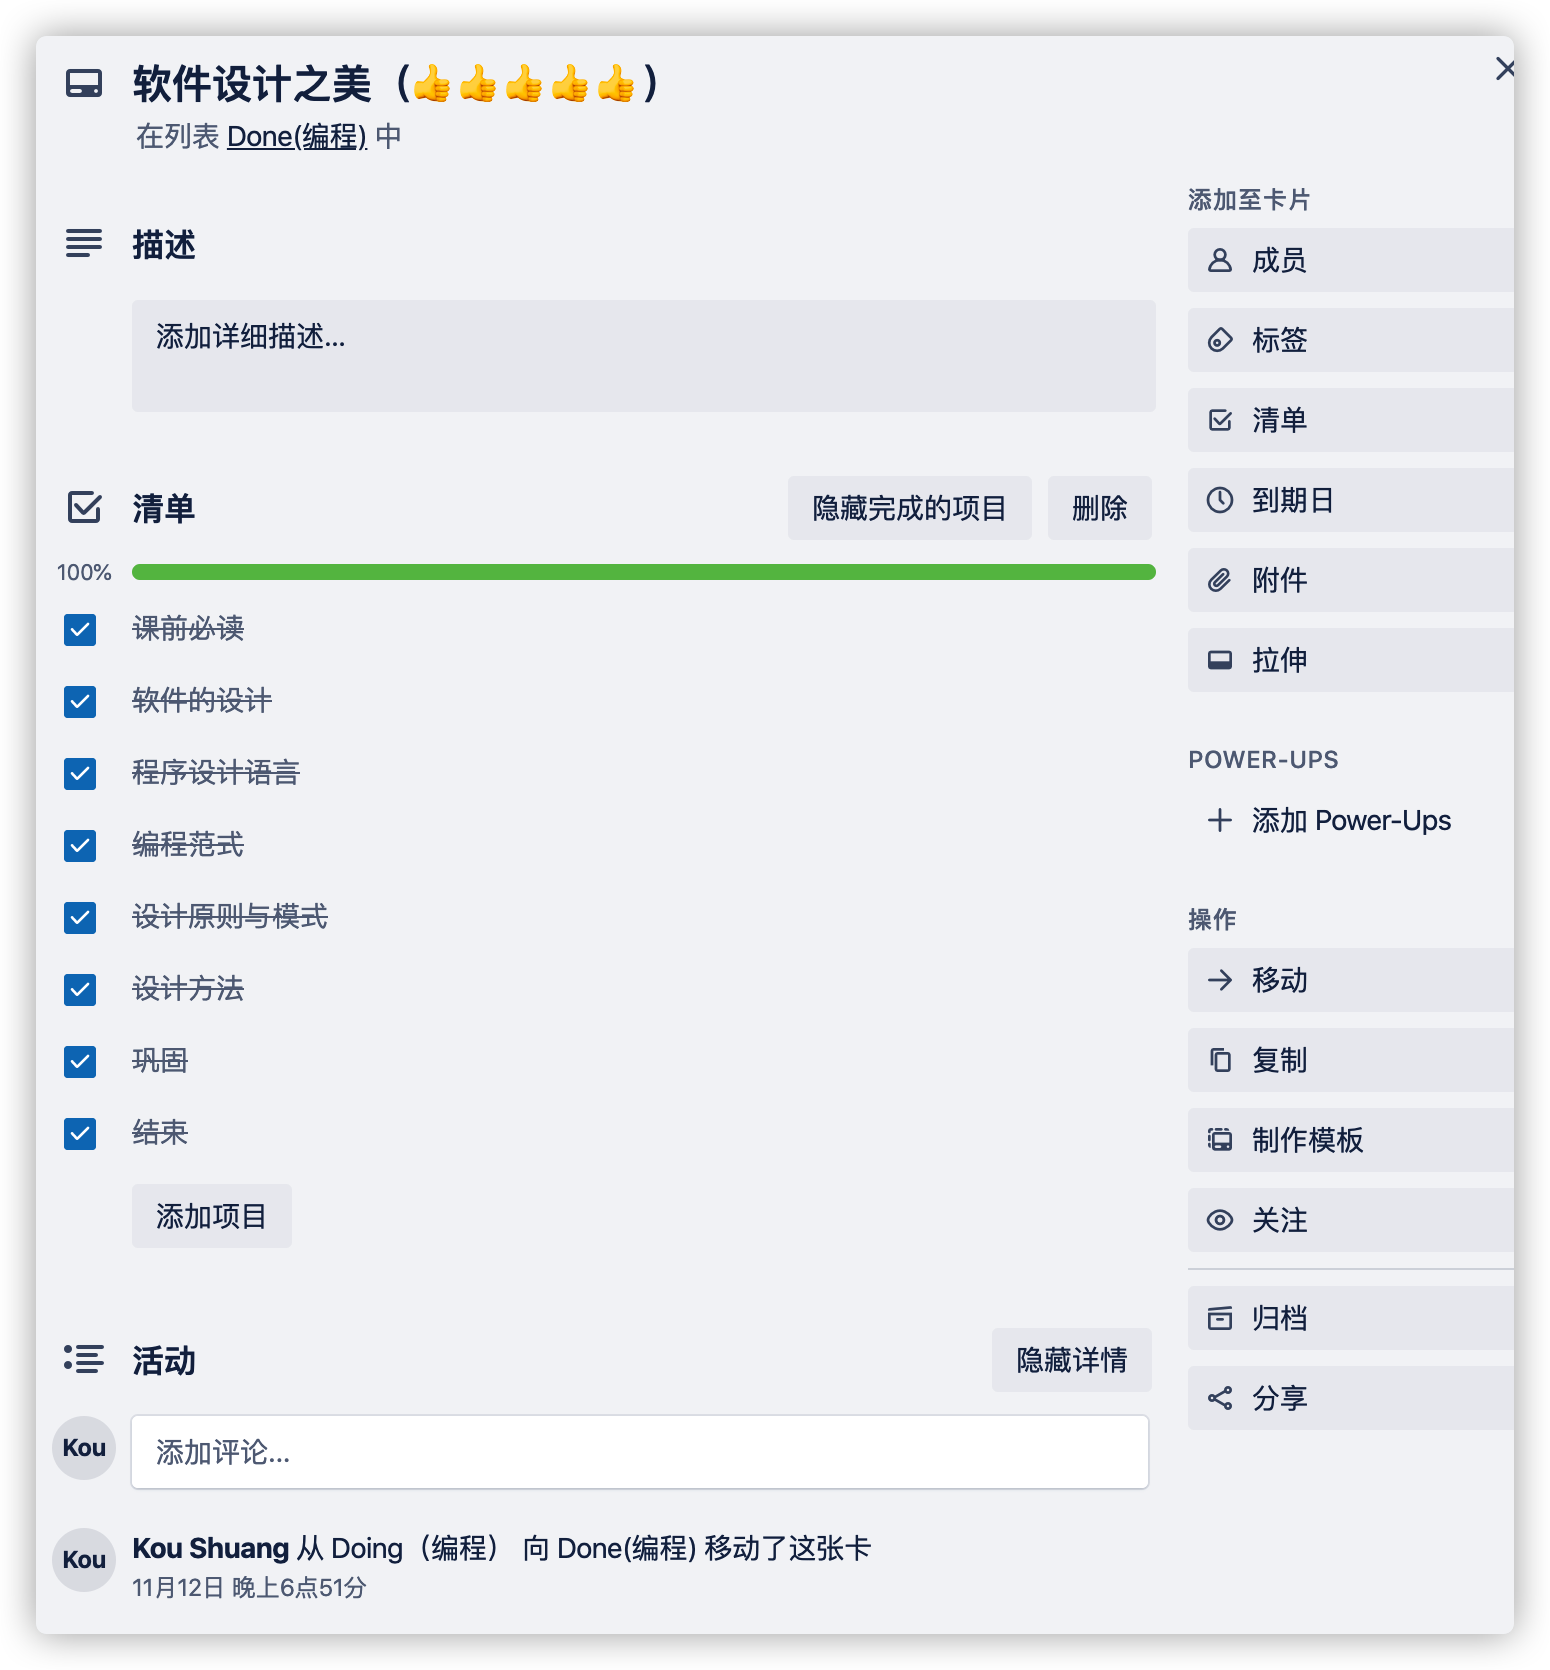 软件设计之美（👍👍👍👍👍）
在列表 Done(编程) 中
描述
添加详细描述...
清单
隐藏完成的项目
删除
100%
课前必读
软件的设计
程序设计语言
编程范式
设计原则与模式
设计方法
巩固
结束
添加项目
活动
隐藏详情
Kou
添加评论...
Kou
Kou Shuang 从 Doing（编程） 向 Done(编程) 移动了这张卡
11月12日 晚上6点51分
添加至卡片
成员
标签
清单
到期日
附件
拉伸
POWER-UPS
添加 Power-Ups
操作
移动
复制
制作模板
关注
归档
分享